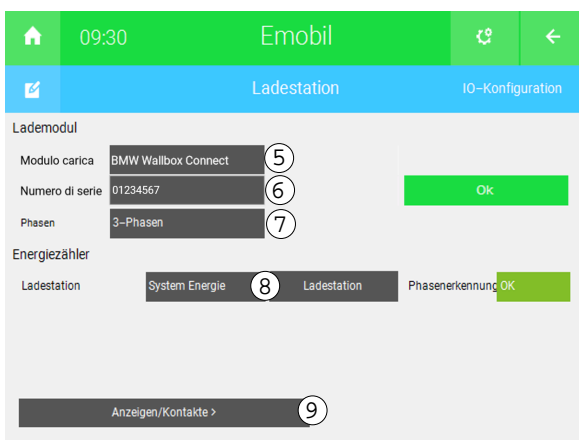 09:30 Emobil
Ladestation IO-Konfiguration
Lademodul
Modulo carica BMW Wallbox Connect 5
Numero di serie 01234567 6 Ok
Phasen 3-Phasen 7
Energiezähler
Ladestation System Energie 8 Ladestation Phasenerkennung OK
Anzeigen/Kontakte > 9